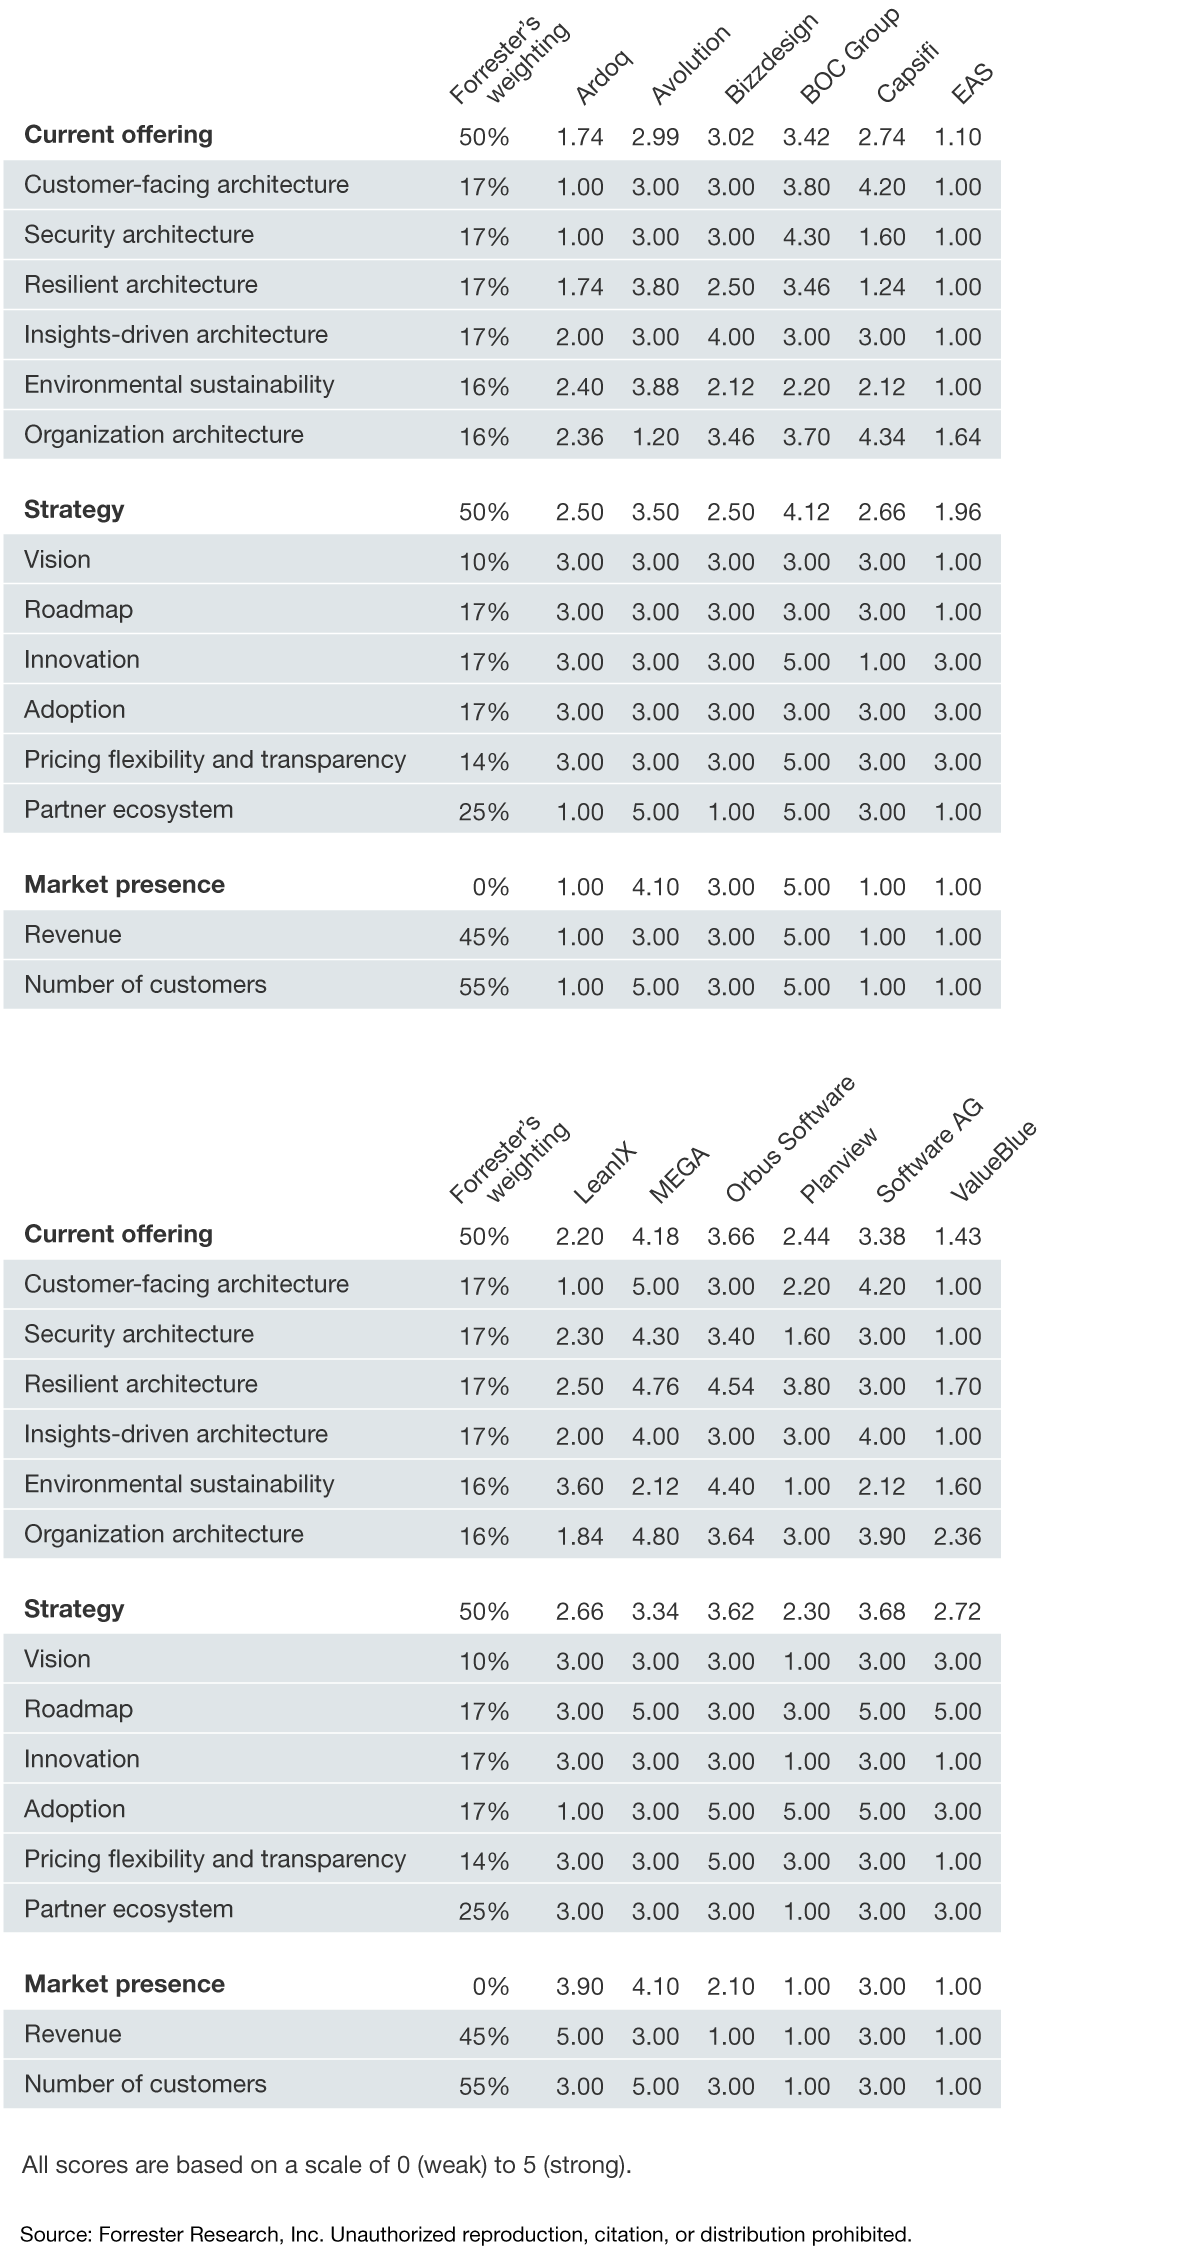 Forrester’s weighting Ardoq Avolution Bizzdesign BOC Group Capsifi EAS
Current offering 50% 1.74 2.99 3.02 3.42 2.74 1.10
Customer-facing architecture 17% 1.00 3.00 3.00 3.80 4.20 1.00
Security architecture 17% 1.00 3.00 3.00 4.30 1.60 1.00
Resilient architecture 17% 1.74 3.80 2.50 3.46 1.24 1.00
Insights-driven architecture 17% 2.00 3.00 4.00 3.00 3.00 1.00
Environmental sustainability 16% 2.40 3.88 2.12 2.20 2.12 1.00
Organization architecture 16% 2.36 1.20 3.46 3.70 4.34 1.64
Strategy 50% 2.50 3.50 2.50 4.12 2.66 1.96
Vision 10% 3.00 3.00 3.00 3.00 3.00 1.00
Roadmap 17% 3.00 3.00 3.00 3.00 3.00 1.00
Innovation 17% 3.00 3.00 3.00 5.00 1.00 3.00
Adoption 17% 3.00 3.00 3.00 3.00 3.00 3.00
Pricing flexibility and transparency 14% 3.00 3.00 3.00 5.00 3.00 3.00
Partner ecosystem 25% 1.00 5.00 1.00 5.00 3.00 1.00
Market presence 0% 1.00 4.10 3.00 5.00 1.00 1.00
Revenue 45% 1.00 3.00 3.00 5.00 1.00 1.00
Number of customers 55% 1.00 5.00 3.00 5.00 1.00 1.00
Forrester’s weighting LeanIX MEGA Orbus Software Planview Software AG ValueBlue
Current offering 50% 2.20 4.18 3.66 2.44 3.38 1.43
Customer-facing architecture 17% 1.00 5.00 3.00 2.20 4.20 1.00
Security architecture 17% 2.30 4.30 3.40 1.60 3.00 1.00
Resilient architecture 17% 2.50 4.76 4.54 3.80 3.00 1.70
Insights-driven architecture 17% 2.00 4.00 3.00 3.00 4.00 1.00
Environmental sustainability 16% 3.60 2.12 4.40 1.00 2.12 1.60
Organization architecture 16% 1.84 4.80 3.64 3.00 3.90 2.36
Strategy 50% 2.66 3.34 3.62 2.30 3.68 2.72
Vision 10% 3.00 3.00 3.00 1.00 3.00 3.00
Roadmap 17% 3.00 5.00 3.00 3.00 5.00 5.00
Innovation 17% 3.00 3.00 3.00 1.00 3.00 1.00
Adoption 17% 1.00 3.00 5.00 5.00 5.00 3.00
Pricing flexibility and transparency 14% 3.00 3.00 5.00 3.00 3.00 1.00
Partner ecosystem 25% 3.00 3.00 3.00 1.00 3.00 3.00
Market presence 0% 3.90 4.10 2.10 1.00 3.00 1.00
Revenue 45% 5.00 3.00 1.00 1.00 3.00 1.00
Number of customers 55% 3.00 5.00 3.00 1.00 3.00 1.00
All scores are based on a scale of 0 (weak) to 5 (strong).
Source: Forrester Research, Inc. Unauthorized reproduction, citation, or distribution prohibited.